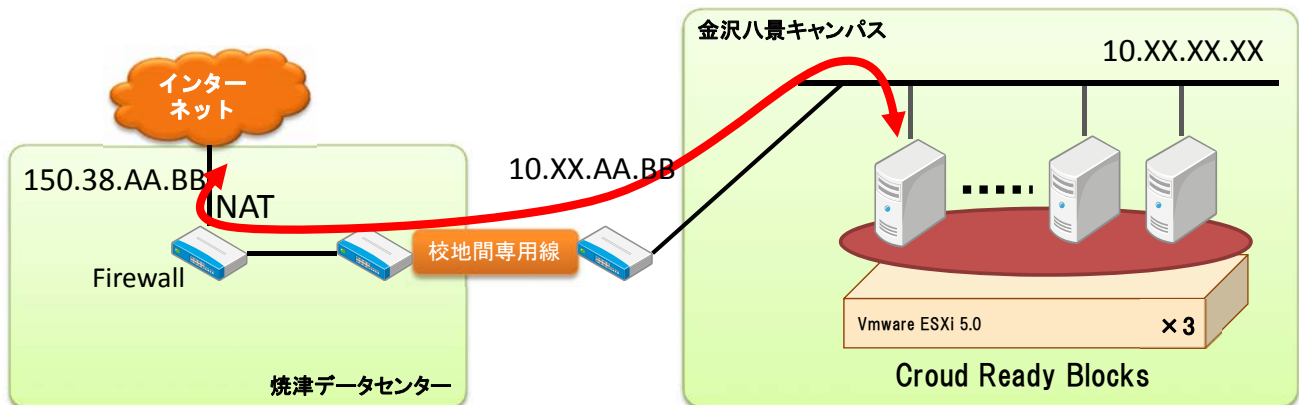 インター
ネット
150.38.AA.BB
NAT
Firewall
焼津データセンター
10.XX.AA.BB
校地間専用線
金沢八景キャンパス
10.XX.XX.XX
Vmware ESXi 5.0
×3
Croud Ready Blocks